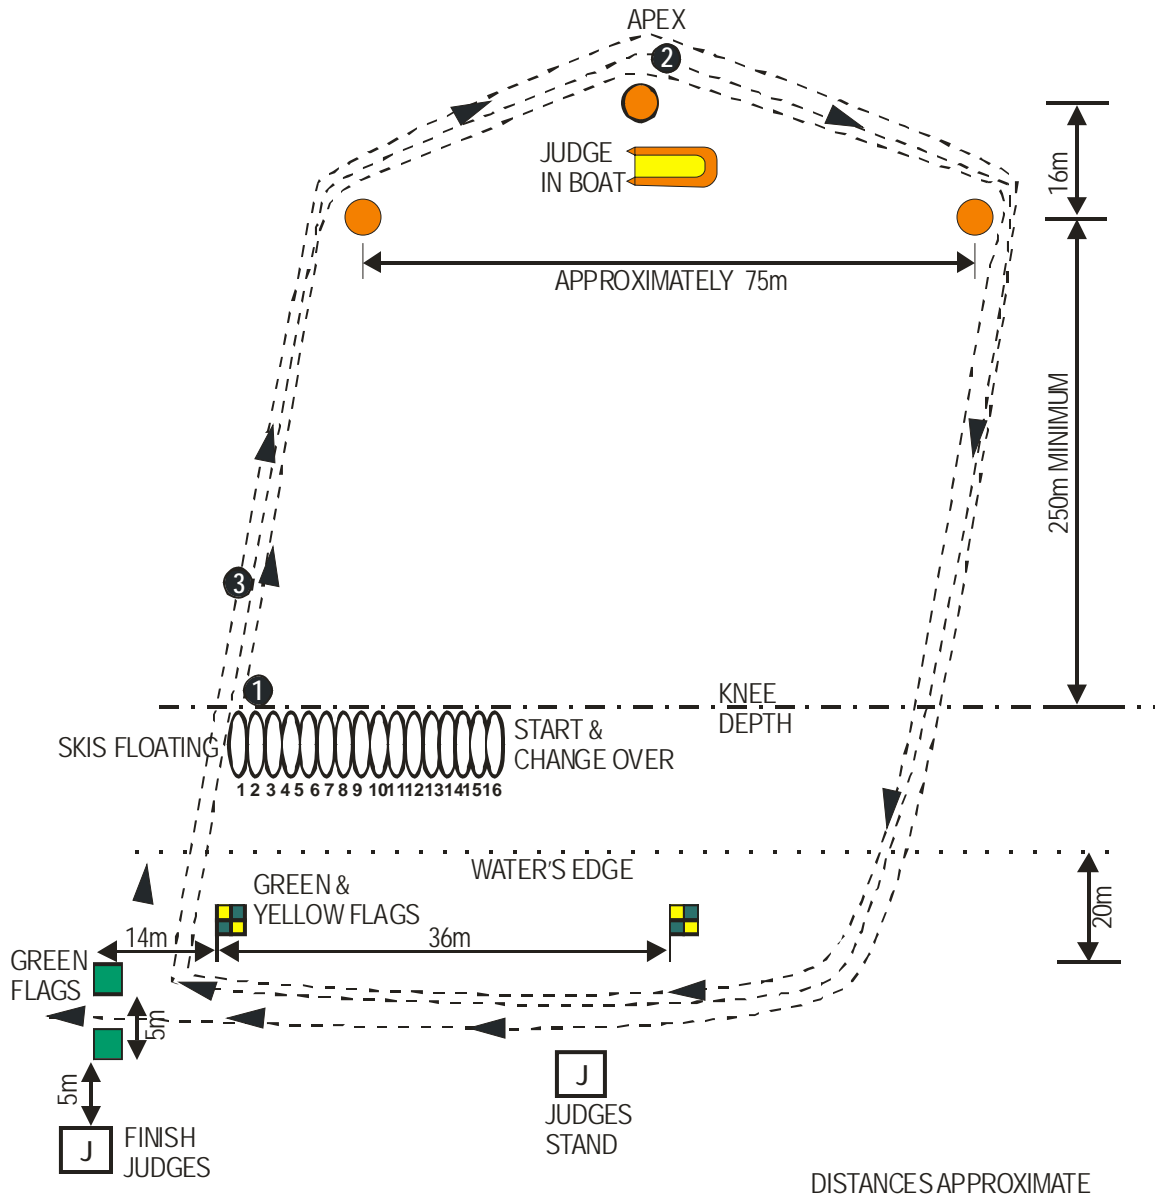 APEX
2
JUDGE
IN BOAT
16m
APPROXIMATELY 75m
250m MINIMUM
3
1
KNEE
DEPTH
SKIS FLOATING
START &
CHANGE OVER
1 2 3 4 5 6 7 8 9 10 11 12 13 14 15 16
WATER'S EDGE
GREEN &
YELLOW FLAGS
14m
36m
20m
GREEN
FLAGS
5m
5m
J
JUDGES
STAND
J
FINISH
JUDGES
DISTANCES APPROXIMATE